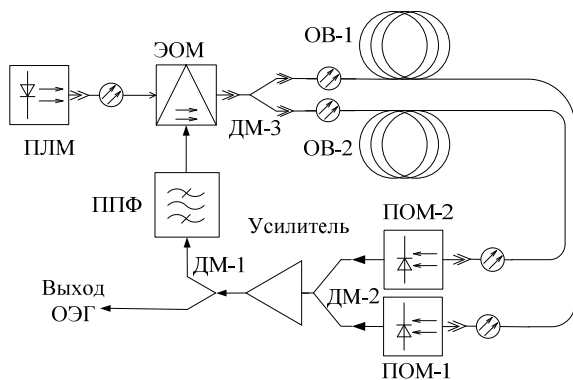 ЭОМ
ОВ-1
ПЛМ
ДМ-3
ОВ-2
ППФ
Усилитель
ПОМ-2
ДМ-1
ДМ-2
Выход
ОЭГ
ПОМ-1